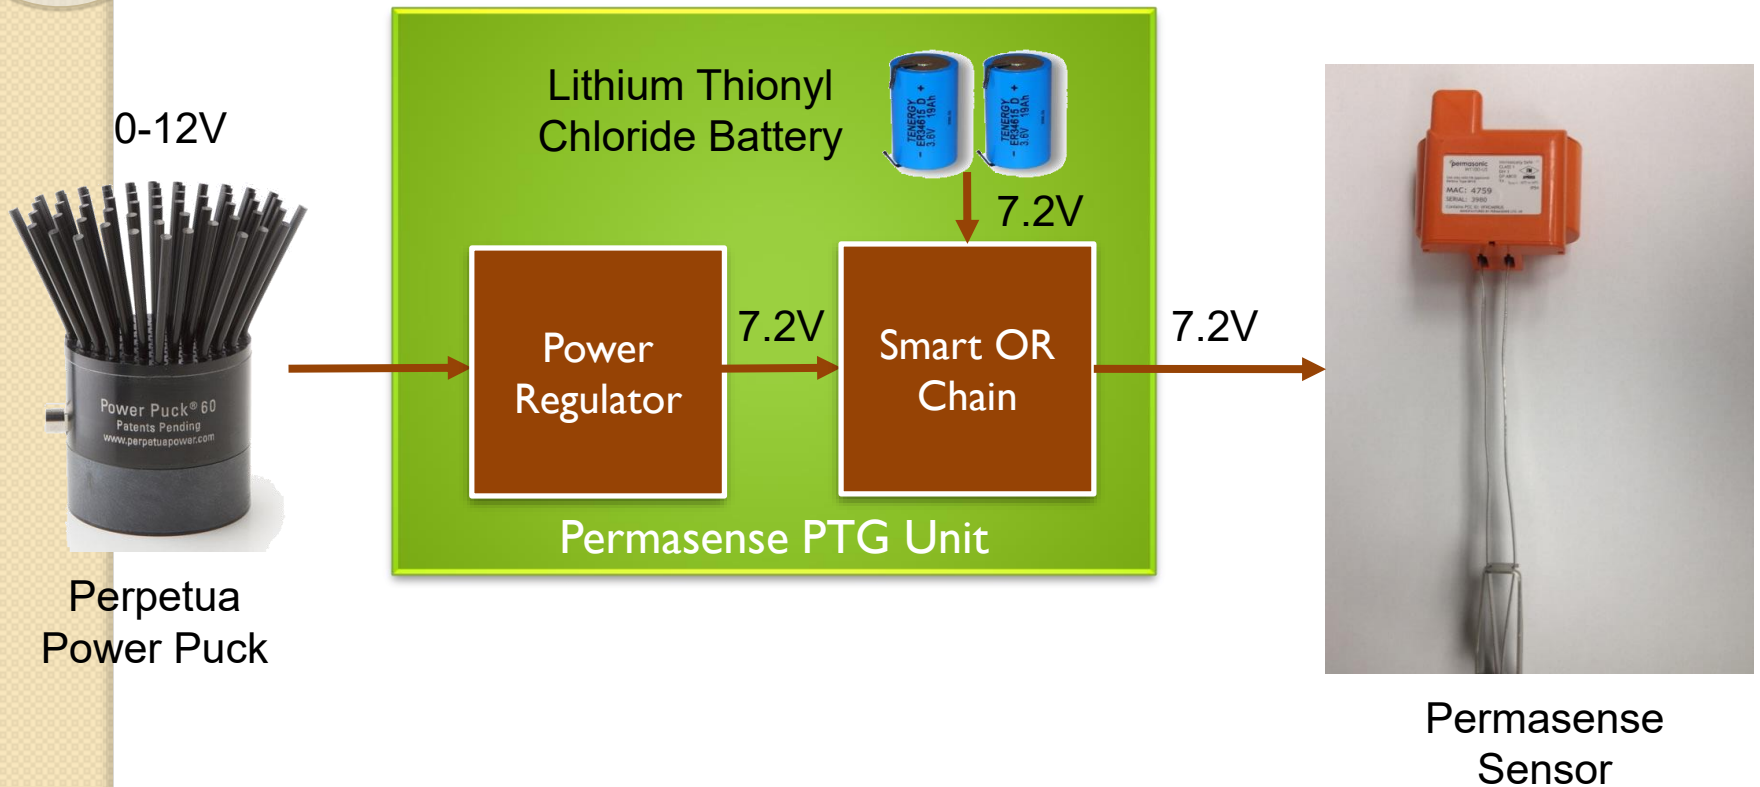 0-12V
Power Puck® 60
Patents Pending
www.perpetuapower.com
Perpetua
Power Puck
Lithium Thionyl
Chloride Battery
TENERGY
ER34615 D +
3.6V 19Ah
TENERGY
ER34615 D +
3.6V 19Ah
7.2V
Power
Regulator
7.2V
Smart OR
Chain
7.2V
Permasense PTG Unit
permasonic
MAC: 4759
SERIAL: 3980
Permasense
Sensor